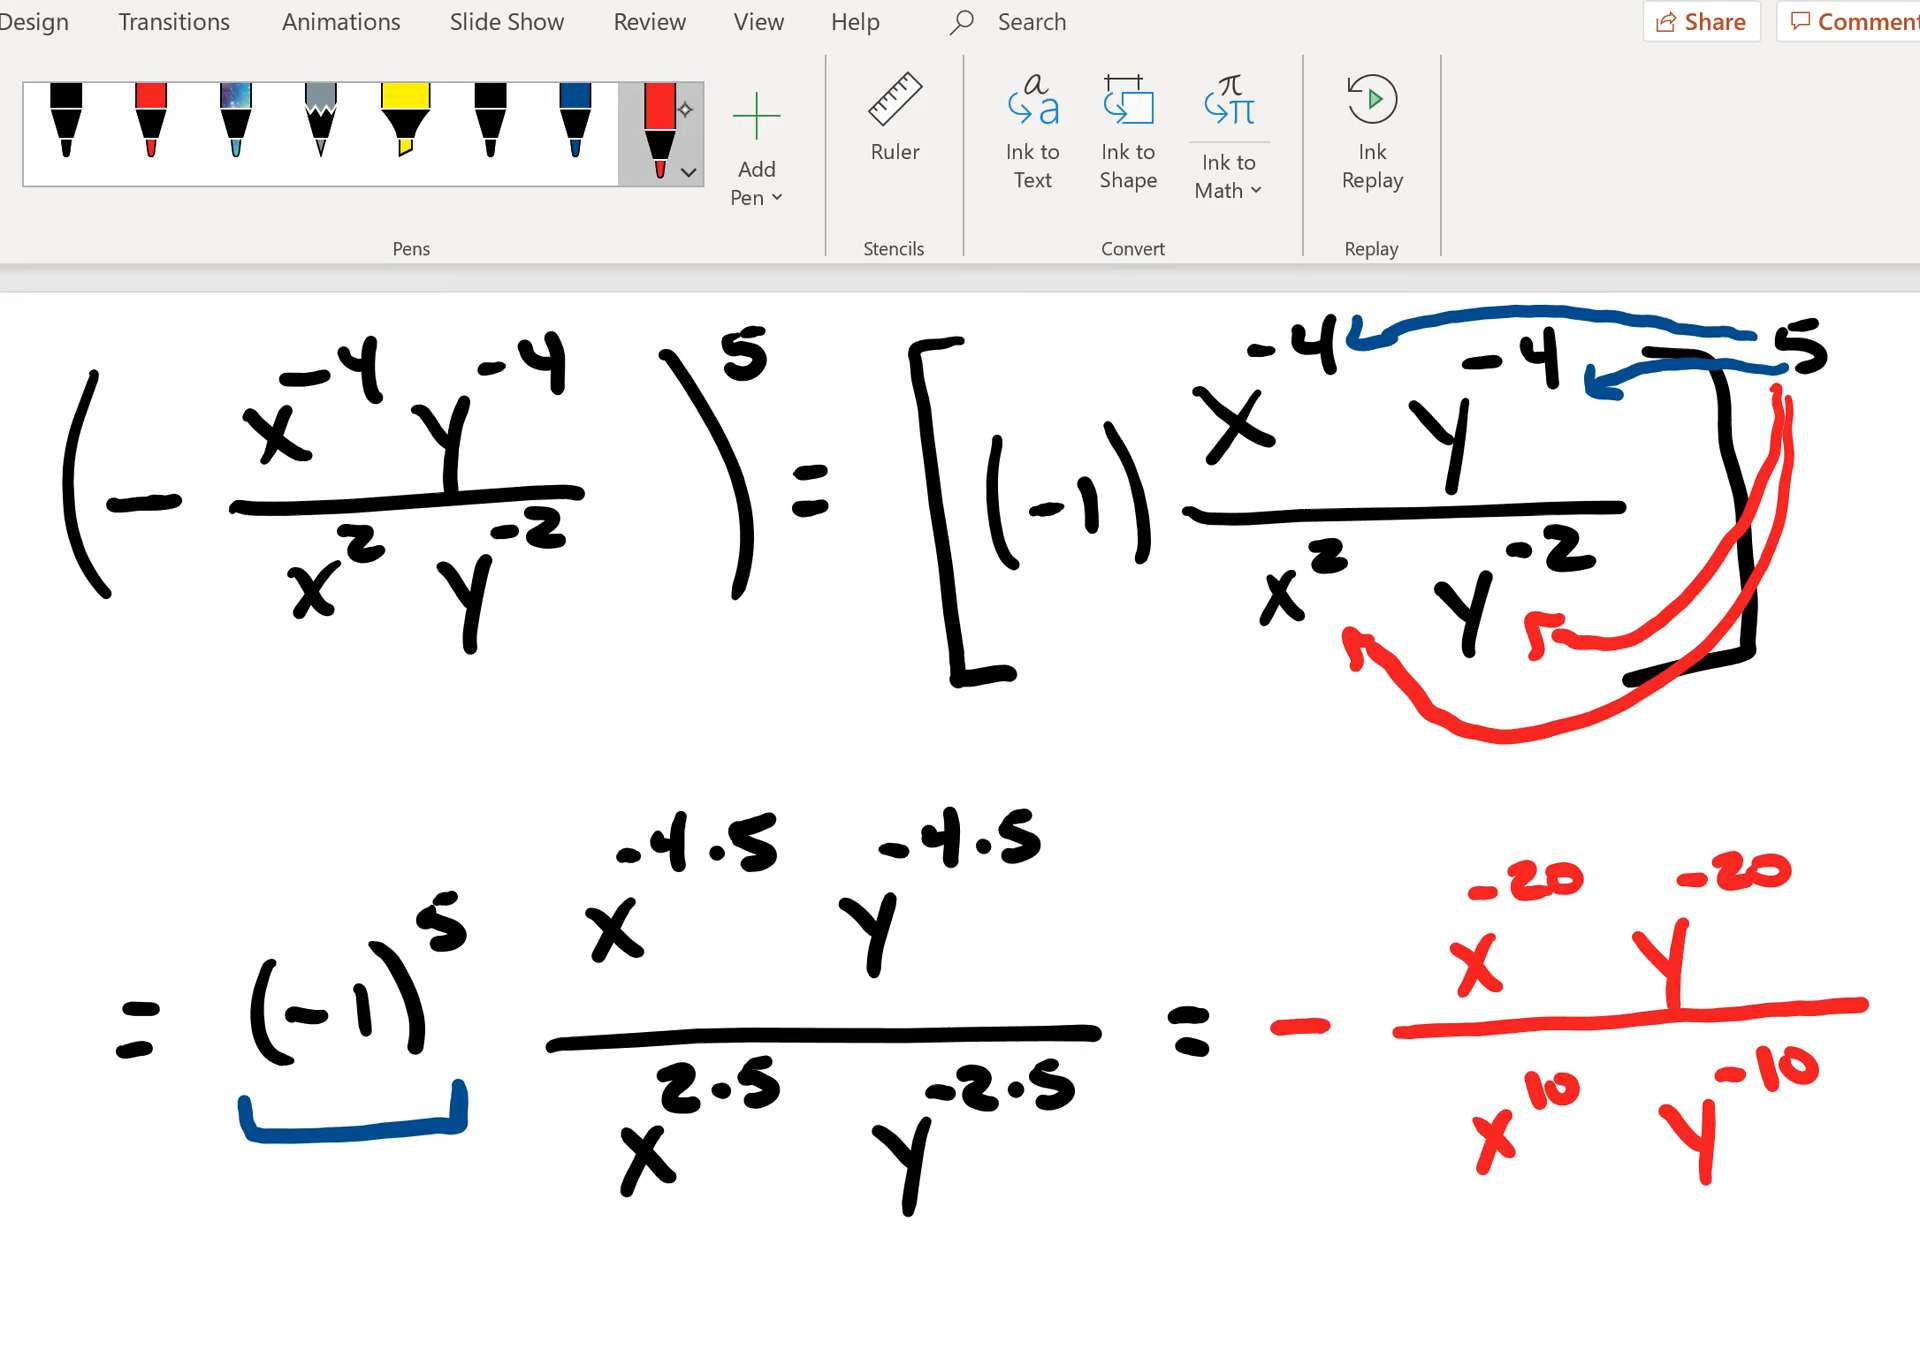 Design Transitions Animations Slide Show Review View Help Search Share Comment
Add Pen Ruler Ink to Text Ink to Shape Ink to Math Ink Replay
Pens Stencils Convert Replay
(- x^-4 y^-4 / x^2 y^-2)^5 = [(-1) x^-4 y^-4 / x^2 y^-2]^5
= (-1)^5 x^-4·5 y^-4·5 / x^2·5 y^-2·5 = - x^-20 y^-20 / x^10 y^-10